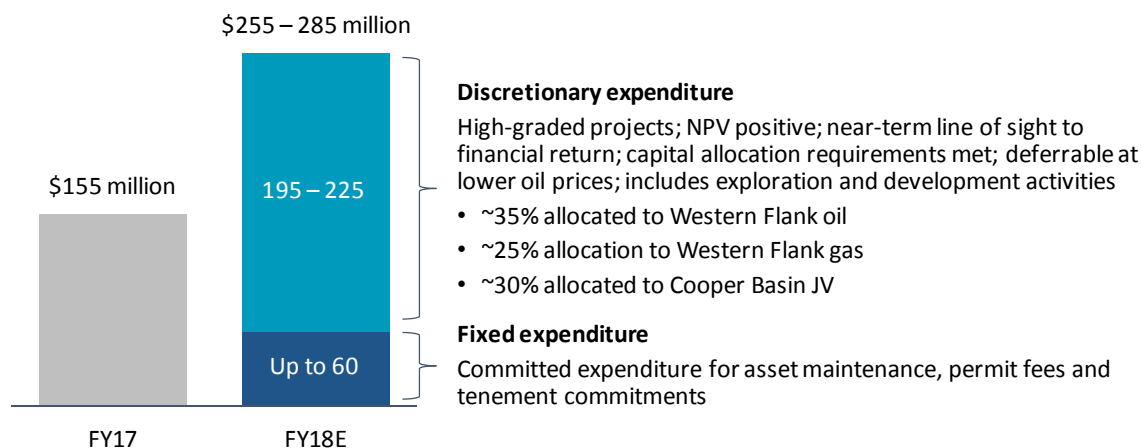 $255 – 285 million
$155 million
195 – 225
Up to 60
FY17
FY18E
Discretionary expenditure
High-graded projects; NPV positive; near-term line of sight to
financial return; capital allocation requirements met; deferrable at
lower oil prices; includes exploration and development activities
• ~35% allocated to Western Flank oil
• ~25% allocation to Western Flank gas
• ~30% allocated to Cooper Basin JV
Fixed expenditure
Committed expenditure for asset maintenance, permit fees and
tenement commitments